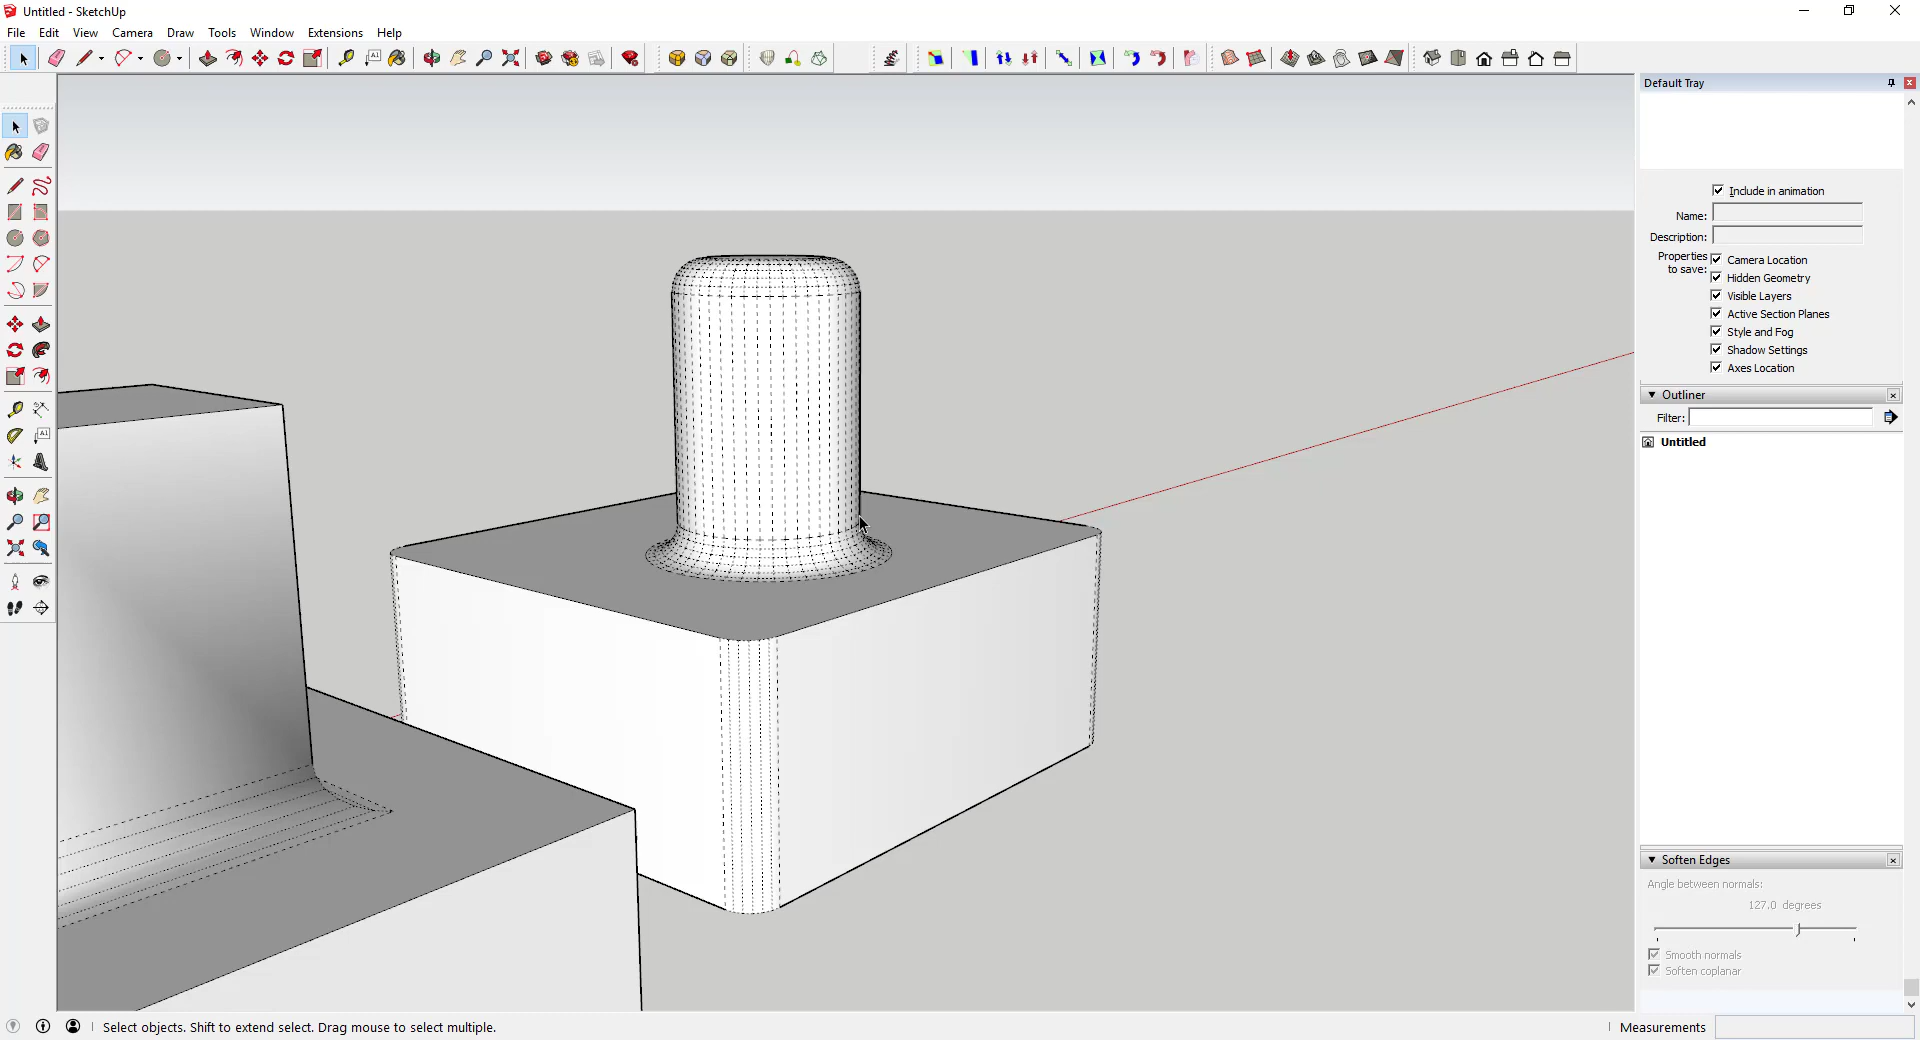 Untitled - SketchUp
File Edit View Camera Draw Tools Window Extensions Help
Default Tray
Include in animation
Name:
Description:
Properties to save:
Camera Location
Hidden Geometry
Visible Layers
Active Section Planes
Style and Fog
Shadow Settings
Axes Location
Outliner
Filter:
Untitled
Soften Edges
Angle between normals:
127.0 degrees
Smooth normals
Soften coplanar
Select objects. Shift to extend select. Drag mouse to select multiple.
Measurements